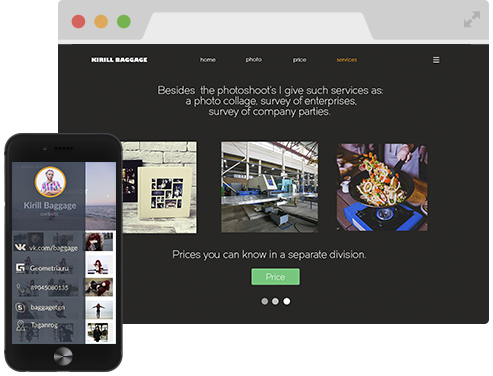 KIRILL BAGGAGE
home
photo
price
services
Besides the photoshoot's I give such services as:
a photo collage, survey of enterprises,
survey of company parties.
Prices you can know in a separate division.
Price
Kirill Baggage
vk.com/baggage
Geometria.ru
89045080135
baggagetgn
Taganrog